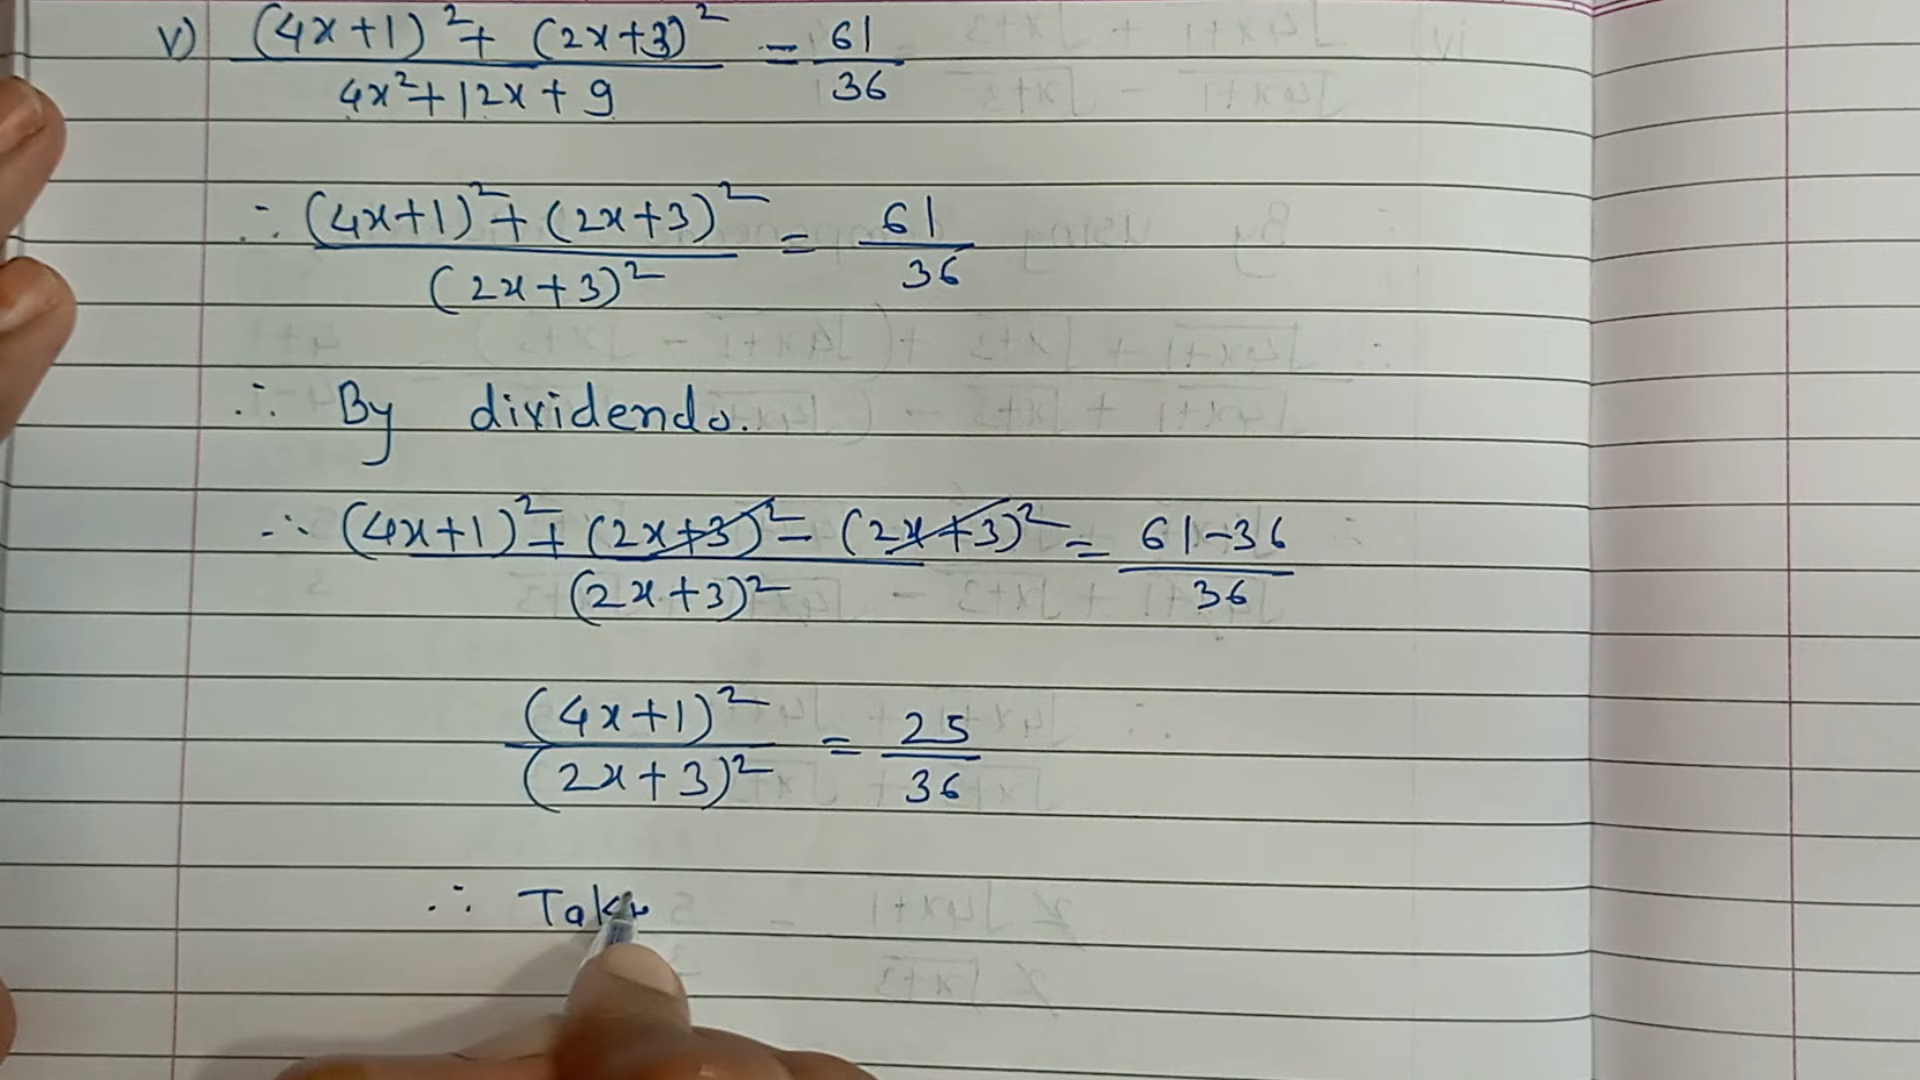 v) (4x+1)² + (2x+3)² / 4x²+12x+9 = 61/36
∴ (4x+1)² + (2x+3)² / (2x+3)² = 61/36
∴ By dividendo.
∴ (4x+1)² + (2x+3)² - (2x+3)² / (2x+3)² = 61-36/36
(4x+1)² / (2x+3)² = 25/36
∴ Take